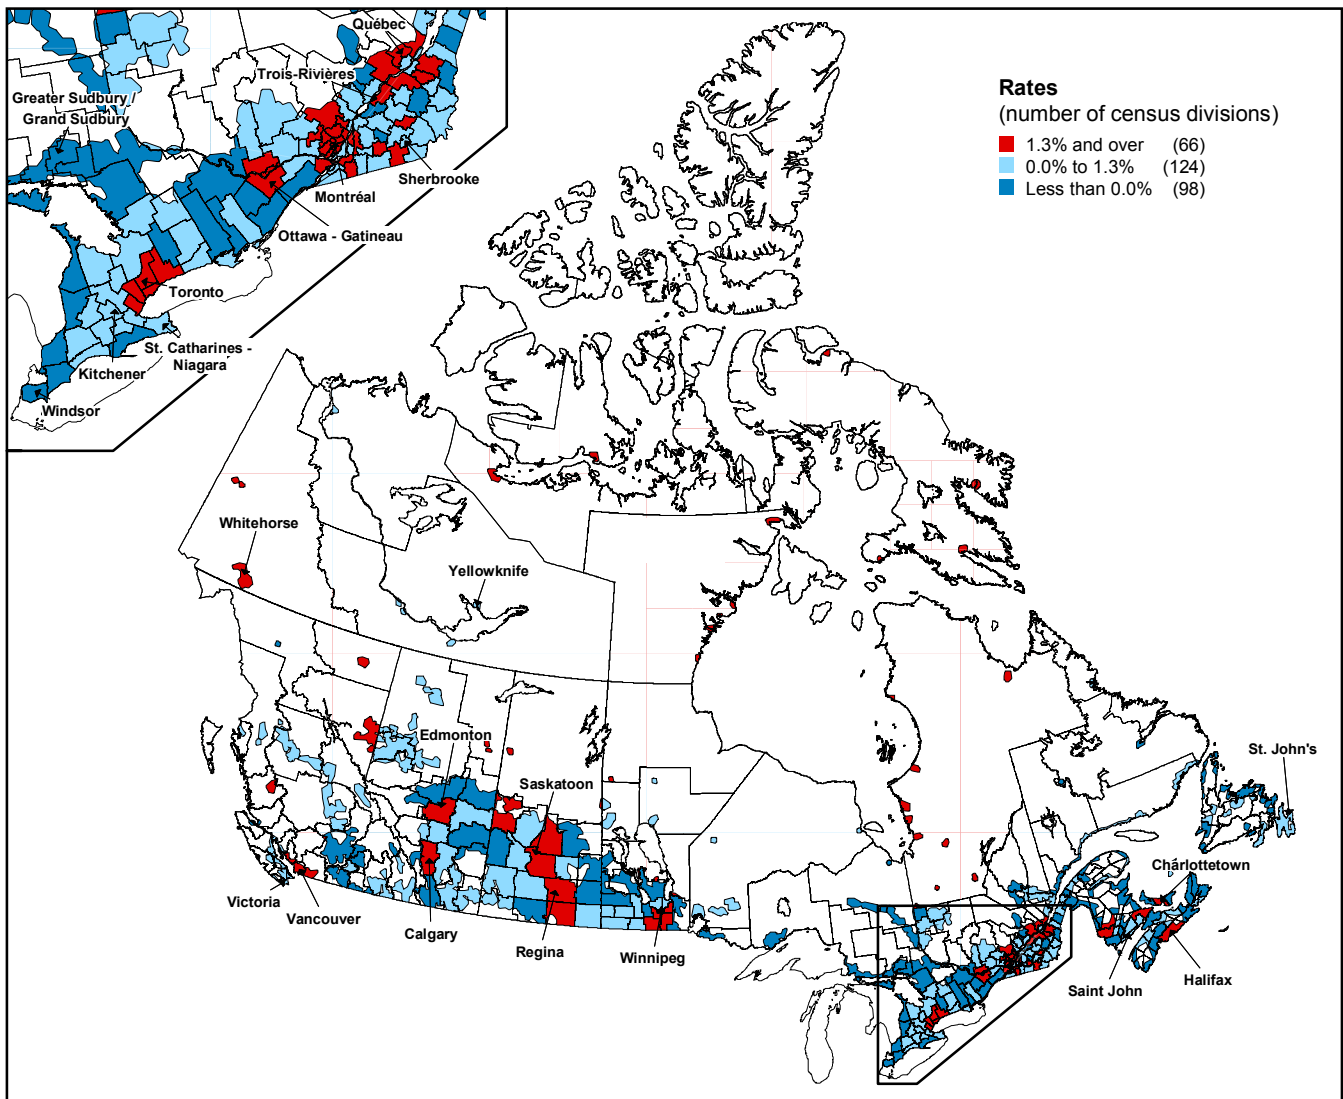 Québec
Trois-Rivières
Greater Sudbury /
Grand Sudbury
Sherbrooke
Montréal
Ottawa - Gatineau
Toronto
St. Catharines -
Niagara
Kitchener
Windsor
Rates
(number of census divisions)
1.3% and over (66)
0.0% to 1.3% (124)
Less than 0.0% (98)
Whitehorse
Yellowknife
Edmonton
Saskatoon
St. John's
Chárlottetown
Victoria
Vancouver
Calgary
Regina
Winnipeg
Saint John
Halifax